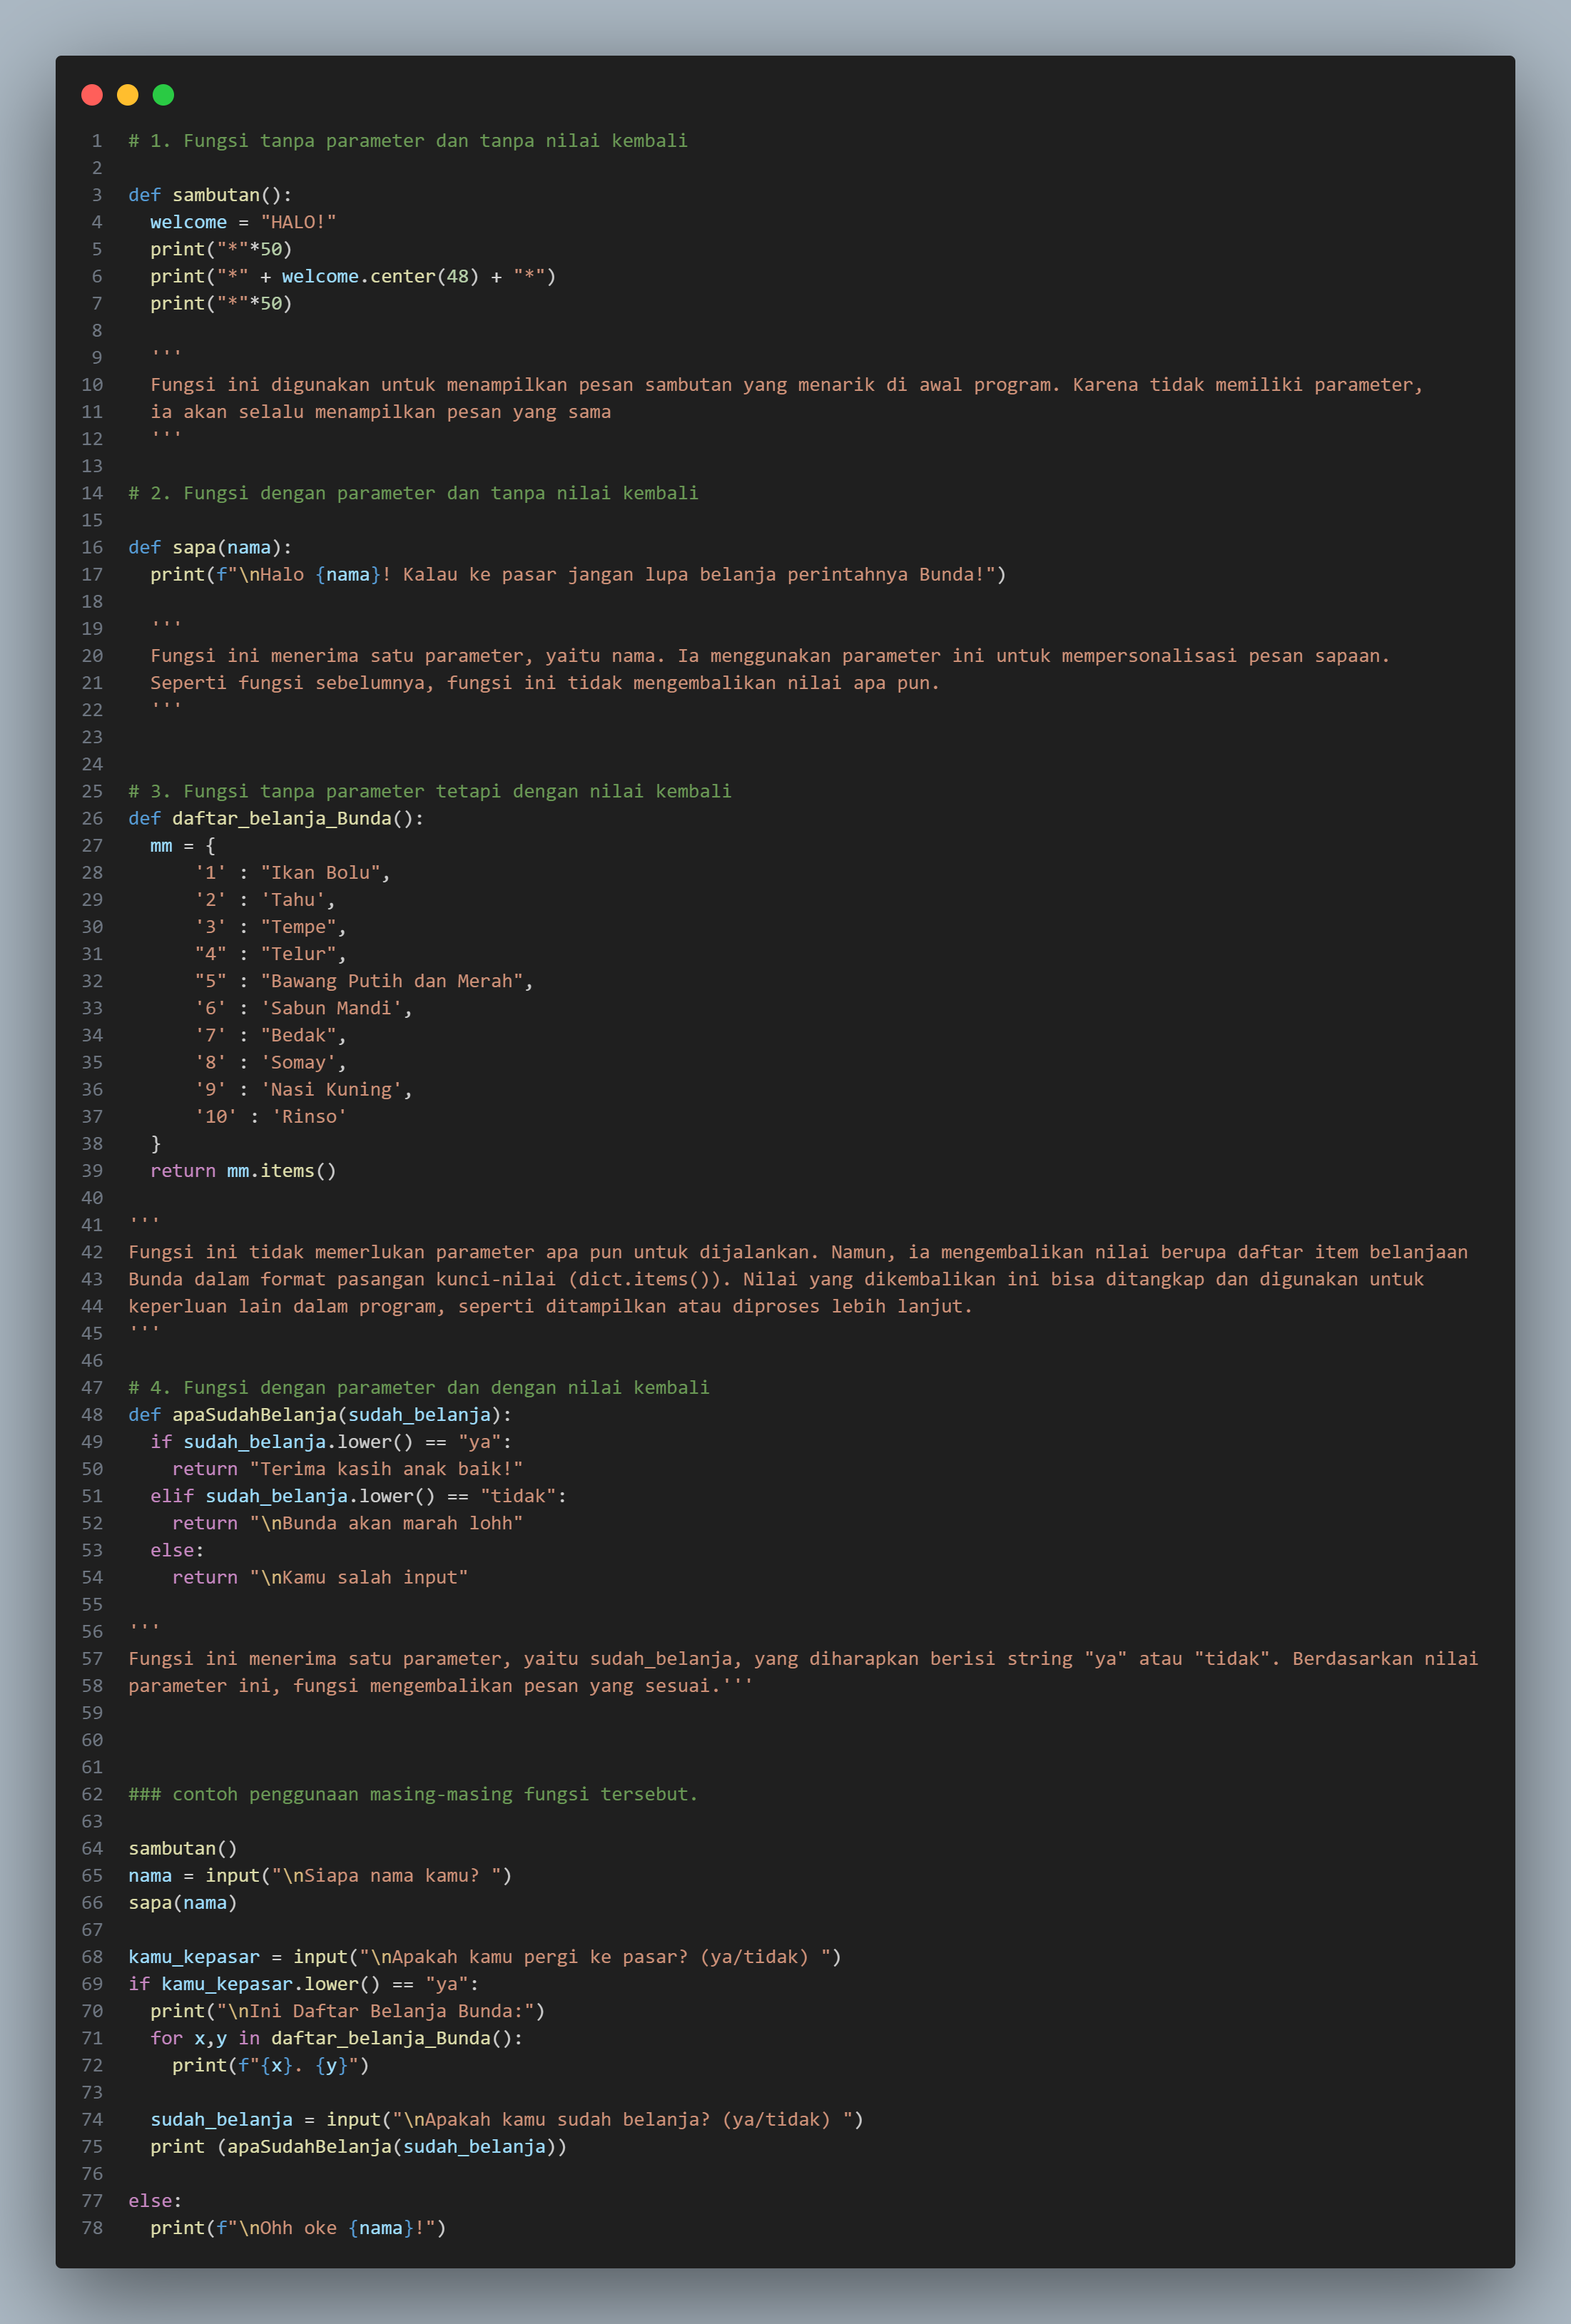 1 # 1. Fungsi tanpa parameter dan tanpa nilai kembali
2
3 def sambutan():
4   welcome = "HALO!"
5   print("*"*50)
6   print("*" + welcome.center(48) + "*")
7   print("*"*50)
8
9   '''
10   Fungsi ini digunakan untuk menampilkan pesan sambutan yang menarik di awal program. Karena tidak memiliki parameter,
11   ia akan selalu menampilkan pesan yang sama
12   '''
13
14 # 2. Fungsi dengan parameter dan tanpa nilai kembali
15
16 def sapa(nama):
17   print(f"\nHalo {nama}! Kalau ke pasar jangan lupa belanja perintahnya Bunda!")
18
19   '''
20   Fungsi ini menerima satu parameter, yaitu nama. Ia menggunakan parameter ini untuk mempersonalisasi pesan sapaan.
21   Seperti fungsi sebelumnya, fungsi ini tidak mengembalikan nilai apa pun.
22   '''
23
24
25 # 3. Fungsi tanpa parameter tetapi dengan nilai kembali
26 def daftar_belanja_Bunda():
27   mm = {
28       '1' : "Ikan Bolu",
29       '2' : 'Tahu',
30       '3' : "Tempe",
31       "4" : "Telur",
32       "5" : "Bawang Putih dan Merah",
33       '6' : 'Sabun Mandi',
34       '7' : "Bedak",
35       '8' : 'Somay',
36       '9' : 'Nasi Kuning',
37       '10' : 'Rinso'
38   }
39   return mm.items()
40
41 '''
42 Fungsi ini tidak memerlukan parameter apa pun untuk dijalankan. Namun, ia mengembalikan nilai berupa daftar item belanjaan
43 Bunda dalam format pasangan kunci-nilai (dict.items()). Nilai yang dikembalikan ini bisa ditangkap dan digunakan untuk
44 keperluan lain dalam program, seperti ditampilkan atau diproses lebih lanjut.
45 '''
46
47 # 4. Fungsi dengan parameter dan dengan nilai kembali
48 def apaSudahBelanja(sudah_belanja):
49   if sudah_belanja.lower() == "ya":
50     return "Terima kasih anak baik!"
51   elif sudah_belanja.lower() == "tidak":
52     return "\nBunda akan marah lohh"
53   else:
54     return "\nKamu salah input"
55
56 '''
57 Fungsi ini menerima satu parameter, yaitu sudah_belanja, yang diharapkan berisi string "ya" atau "tidak". Berdasarkan nilai
58 parameter ini, fungsi mengembalikan pesan yang sesuai.'''
59
60
61
62 ### contoh penggunaan masing-masing fungsi tersebut.
63
64 sambutan()
65 nama = input("\nSiapa nama kamu? ")
66 sapa(nama)
67
68 kamu_kepasar = input("\nApakah kamu pergi ke pasar? (ya/tidak) ")
69 if kamu_kepasar.lower() == "ya":
70   print("\nIni Daftar Belanja Bunda:")
71   for x,y in daftar_belanja_Bunda():
72     print(f"{x}. {y}")
73
74   sudah_belanja = input("\nApakah kamu sudah belanja? (ya/tidak) ")
75   print (apaSudahBelanja(sudah_belanja))
76
77 else:
78   print(f"\nOhh oke {nama}!")